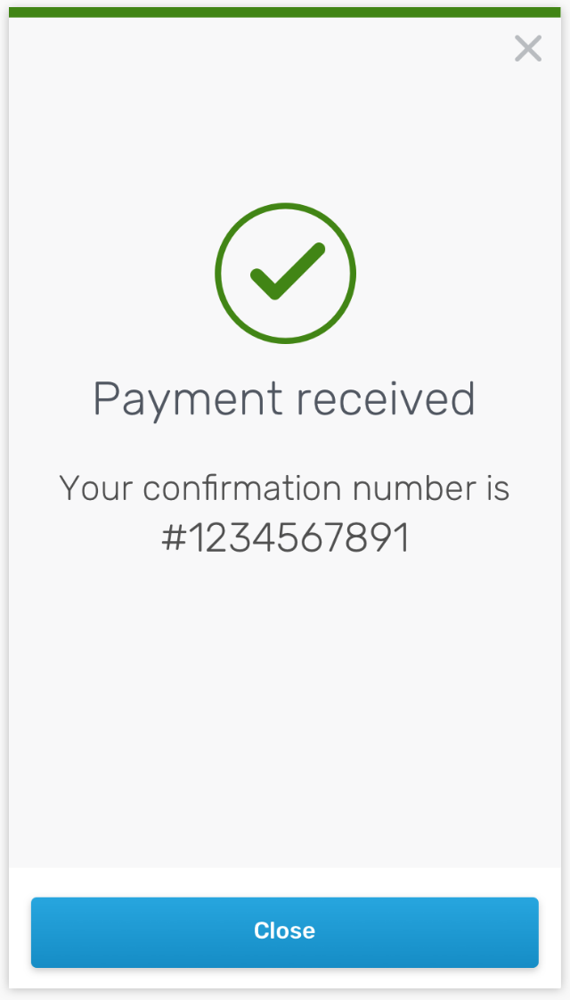 Payment received
Your confirmation number is
#1234567891
Close